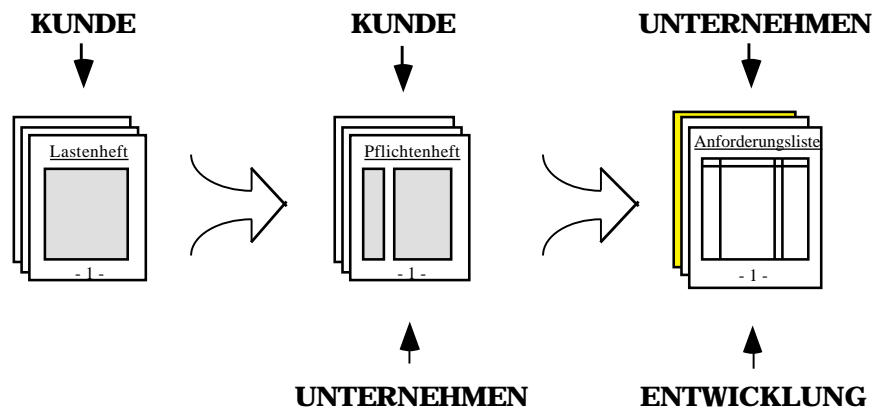 KUNDE KUNDE UNTERNEHMEN
Lastenheft Pflichtenheft Anforderungsliste
- 1 - - 1 - - 1 -
UNTERNEHMEN ENTWICKLUNG